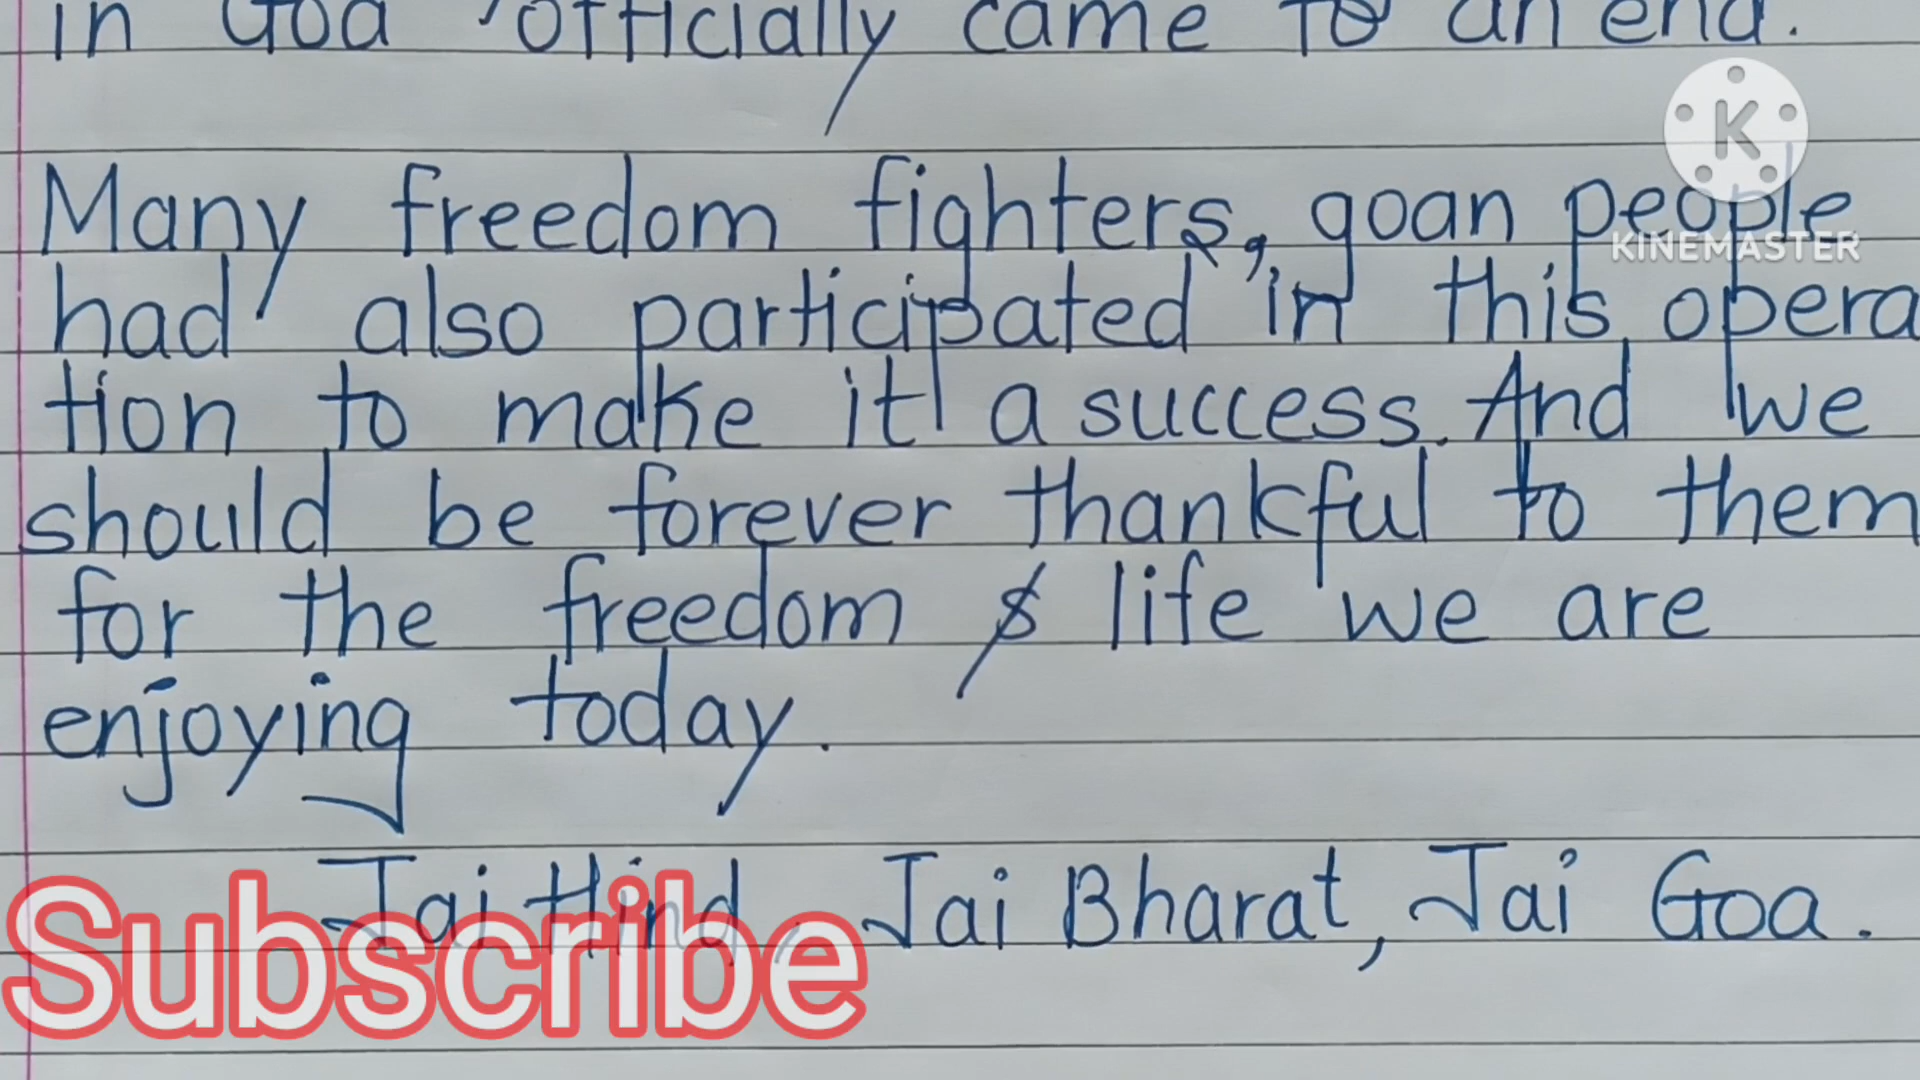 in Goa officially came to an end.
Many freedom fighters, goan people
had also participated in this opera
tion to make it a success. And we
should be forever thankful to them
for the freedom & life we are
enjoying today.
Jai Hind, Jai Bharat, Jai Goa.
Subscribe
K
KINEMASTER